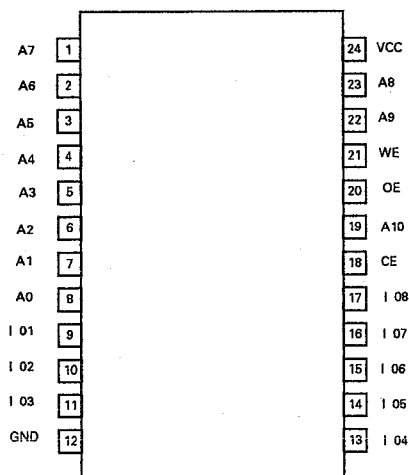 A7 1 24 VCC
A6 2 23 A8
A5 3 22 A9
A4 4 21 WE
A3 5 20 OE
A2 6 19 A10
A1 7 18 CE
A0 8 17 I 08
I 01 9 16 I 07
I 02 10 15 I 06
I 03 11 14 I 05
GND 12 13 I 04